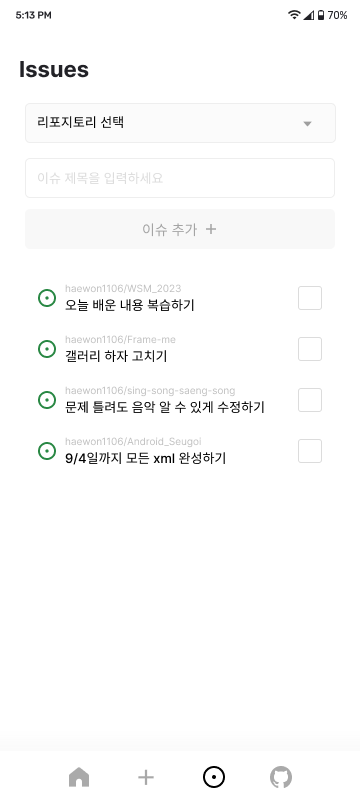 5:13 PM
70%
Issues
리포지토리 선택
이슈 제목을 입력하세요
이슈 추가 +
haewon1106/WSM_2023
오늘 배운 내용 복습하기
haewon1106/Frame-me
갤러리 하자 고치기
haewon1106/sing-song-saeng-song
문제 틀려도 음악 알 수 있게 수정하기
haewon1106/Android_Seugoi
9/4일까지 모든 xml 완성하기